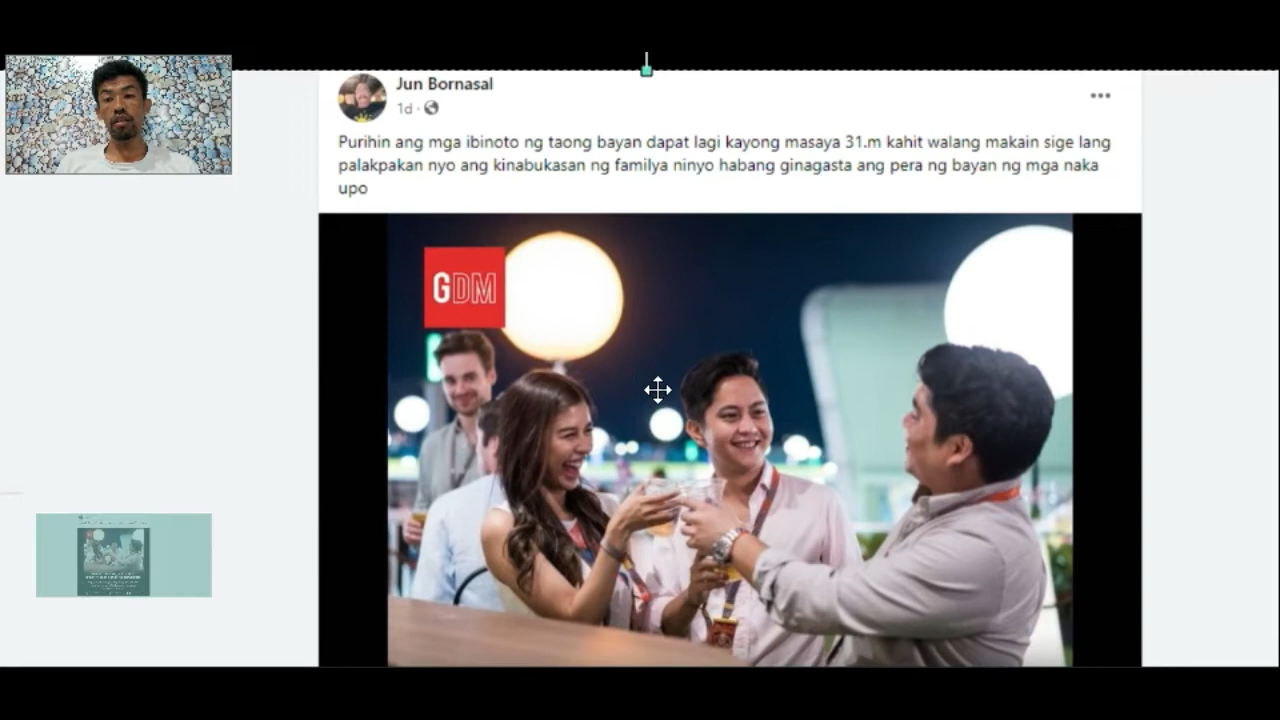 Jun Bornasal
1d ·
Purihin ang mga ibinoto ng taong bayan dapat lagi kayong masaya 31.m kahit walang makain sige lang
palakpakan nyo ang kinabukasan ng familya ninyo habang ginagasta ang pera ng bayan ng mga naka
upo
GDM